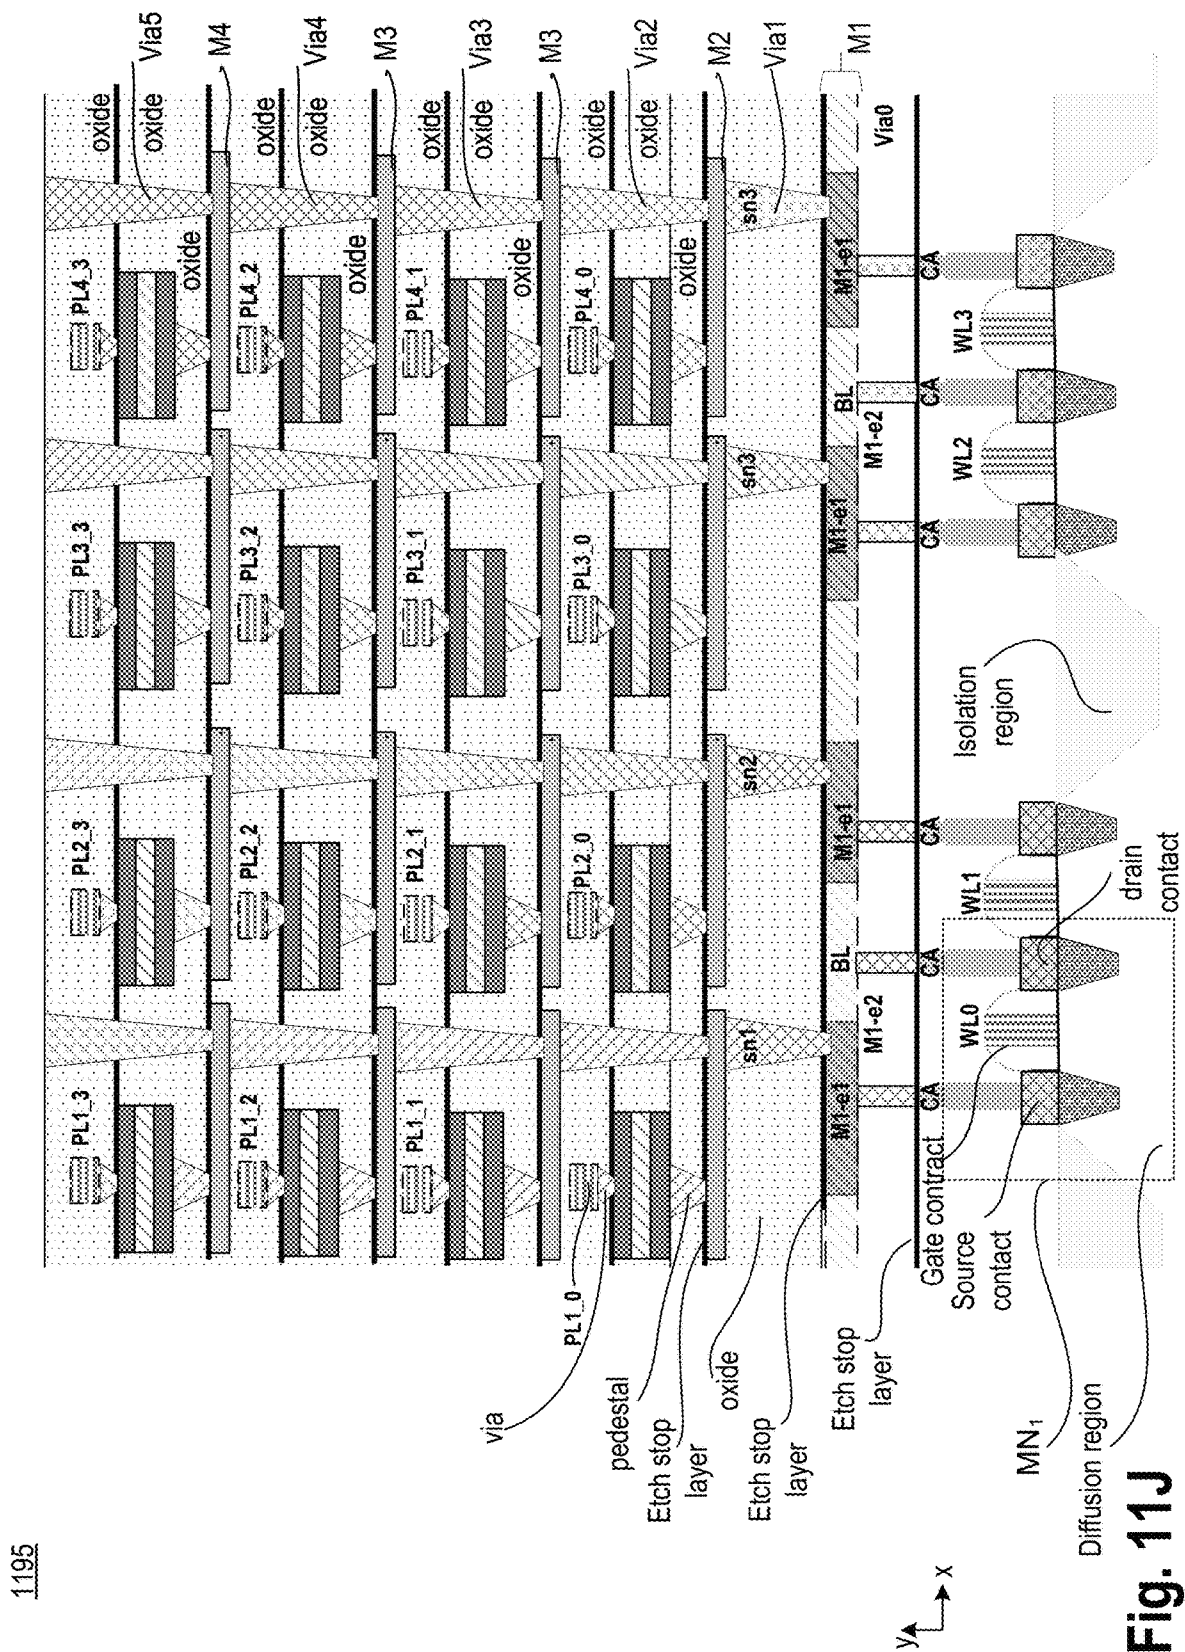 1195
oxide
oxide
Via5
PL1_3
PL2_3
PL3_3
PL4_3
oxide
M4
oxide
oxide
Via4
PL1_2
PL2_2
PL3_2
PL4_2
oxide
M3
oxide
oxide
Via3
PL1_1
PL2_1
PL3_1
PL4_1
oxide
M3
oxide
oxide
Via2
PL1_0
PL2_0
PL3_0
PL4_0
oxide
M2
via
pedestal
Etch stop
layer
sn1
sn2
sn3
sn3
Via1
oxide
Etch stop
layer
M1-e1
BL
M1-e1
M1-e1
BL
M1-e1
M1
M1-e2
M1-e2
Via0
Etch stop
layer
CA
CA
CA
CA
CA
CA
Gate contract
WL0
WL1
WL2
WL3
Source
contact
Isolation
region
drain
contact
MN1
Diffusion region
y
x
Fig. 11J